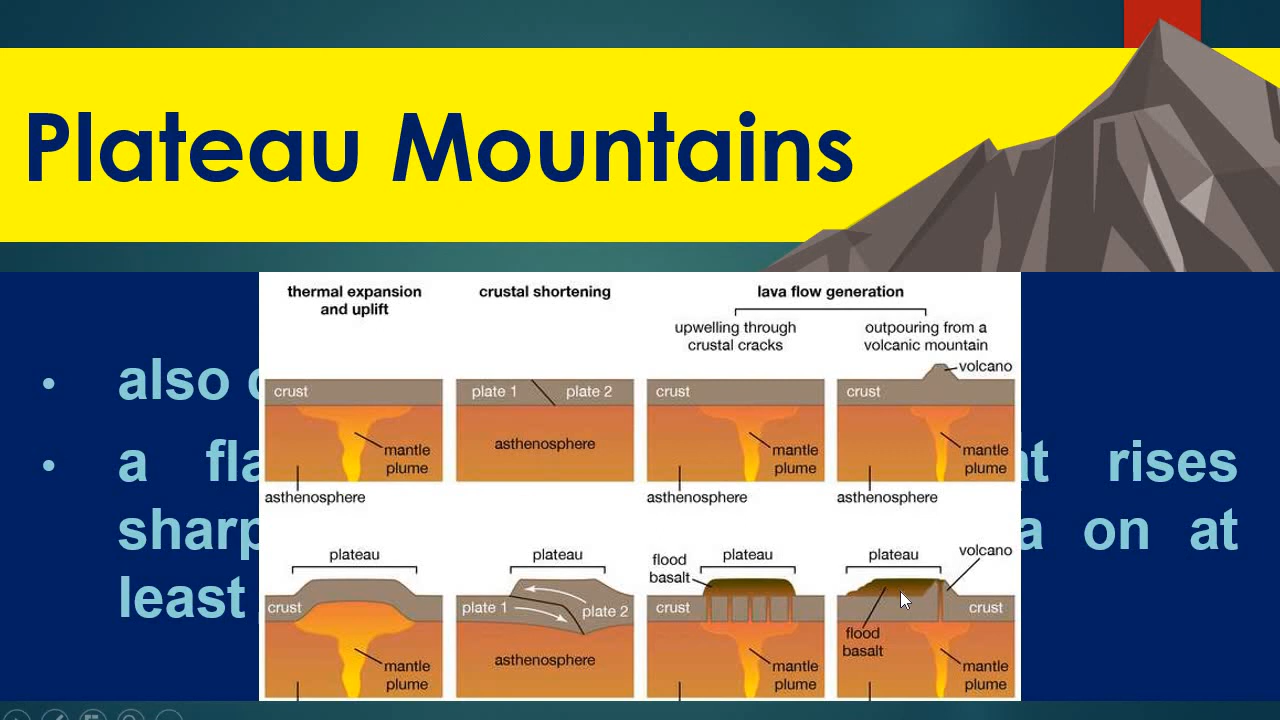 Plateau Mountains
also
a rises
on at
least
thermal expansion
and uplift
crustal shortening
lava flow generation
upwelling through
crustal cracks
outpouring from a
volcanic mountain
crust
mantle
plume
asthenosphere
plate 1 plate 2
asthenosphere
crust
mantle
plume
asthenosphere
volcano
crust
mantle
plume
asthenosphere
plateau
crust
mantle
plume
plateau
plate 1 plate 2
asthenosphere
flood
basalt
plateau
crust
mantle
plume
plateau
volcano
crust
flood
basalt
mantle
plume